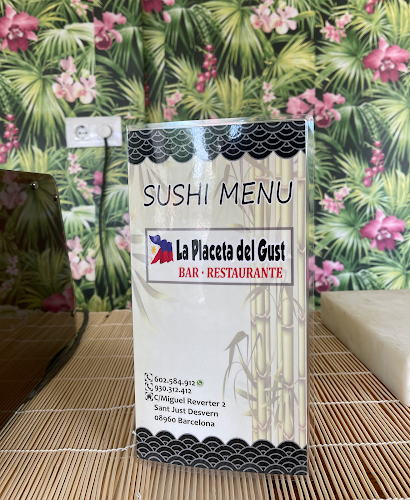 SUSHI MENU
La Placeta del Gust
BAR · RESTAURANTE
602.584.912
930.312.412
C/Miguel Reverter 2
Sant Just Desvern
08960 Barcelona